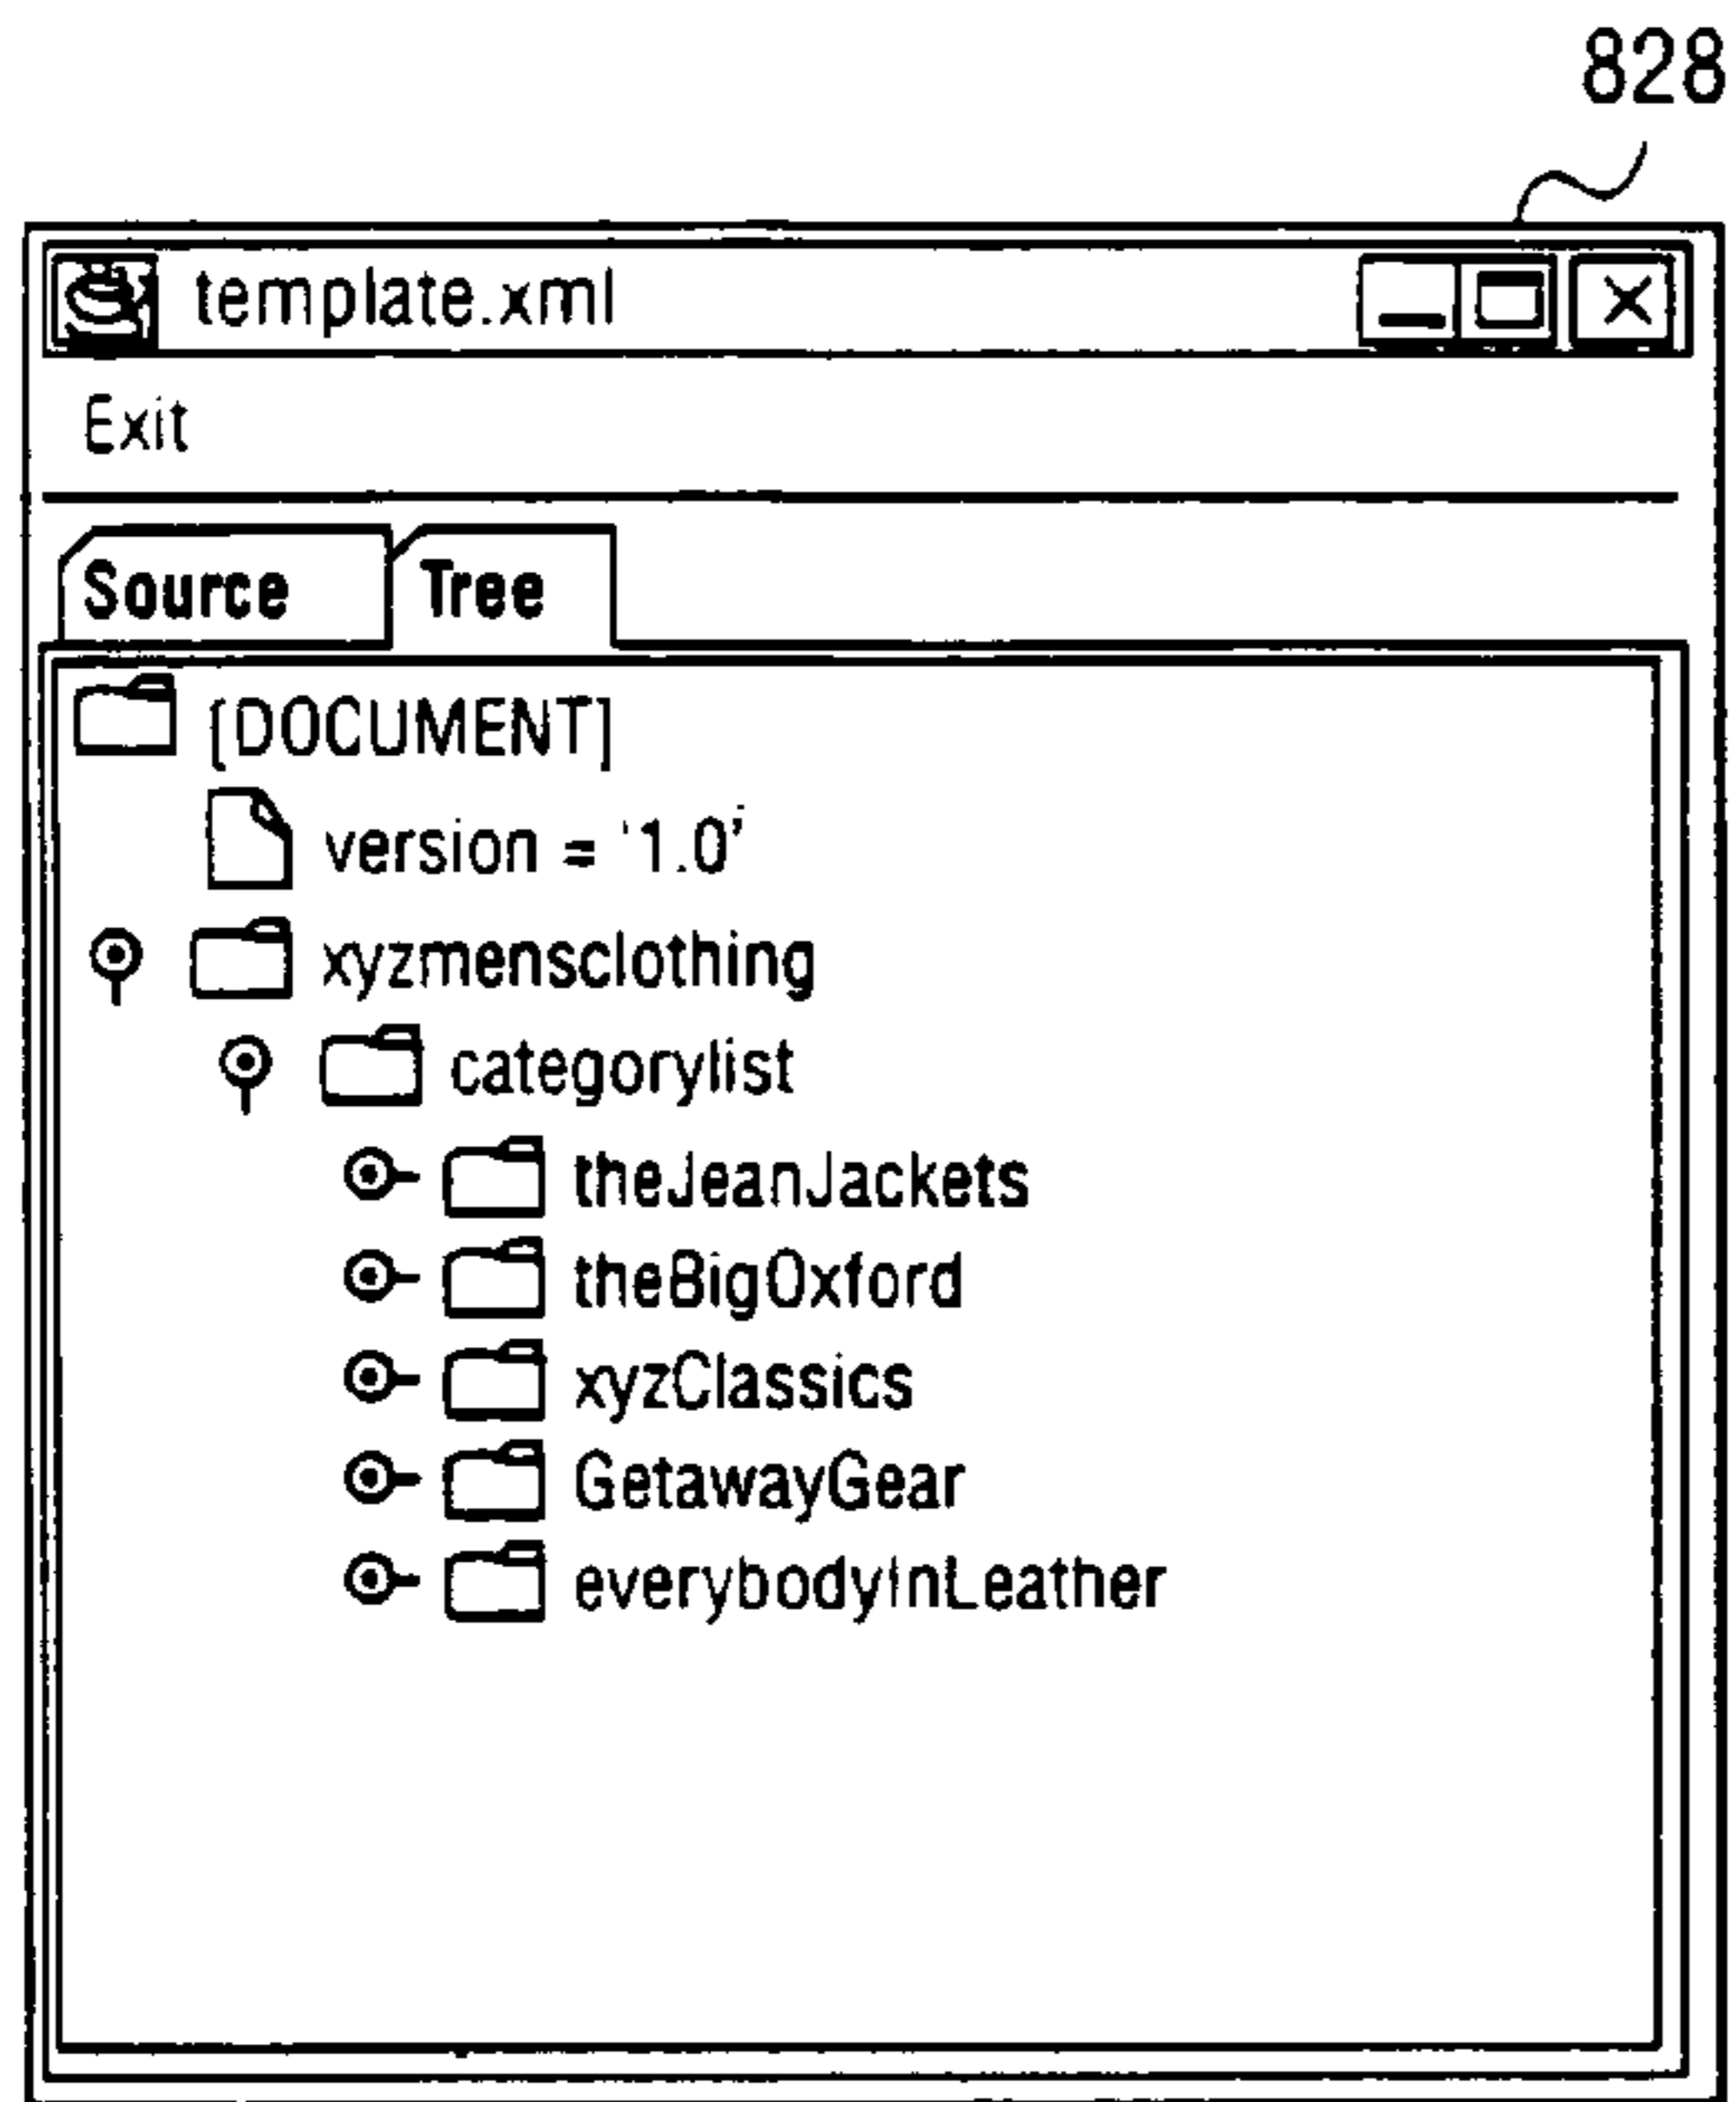 828
template.xml
Exit
Source Tree
[DOCUMENT]
version = '1.0'
xyzmensclothing
categorylist
theJeanJackets
theBigOxford
xyzClassics
GetawayGear
everybodyInLeather